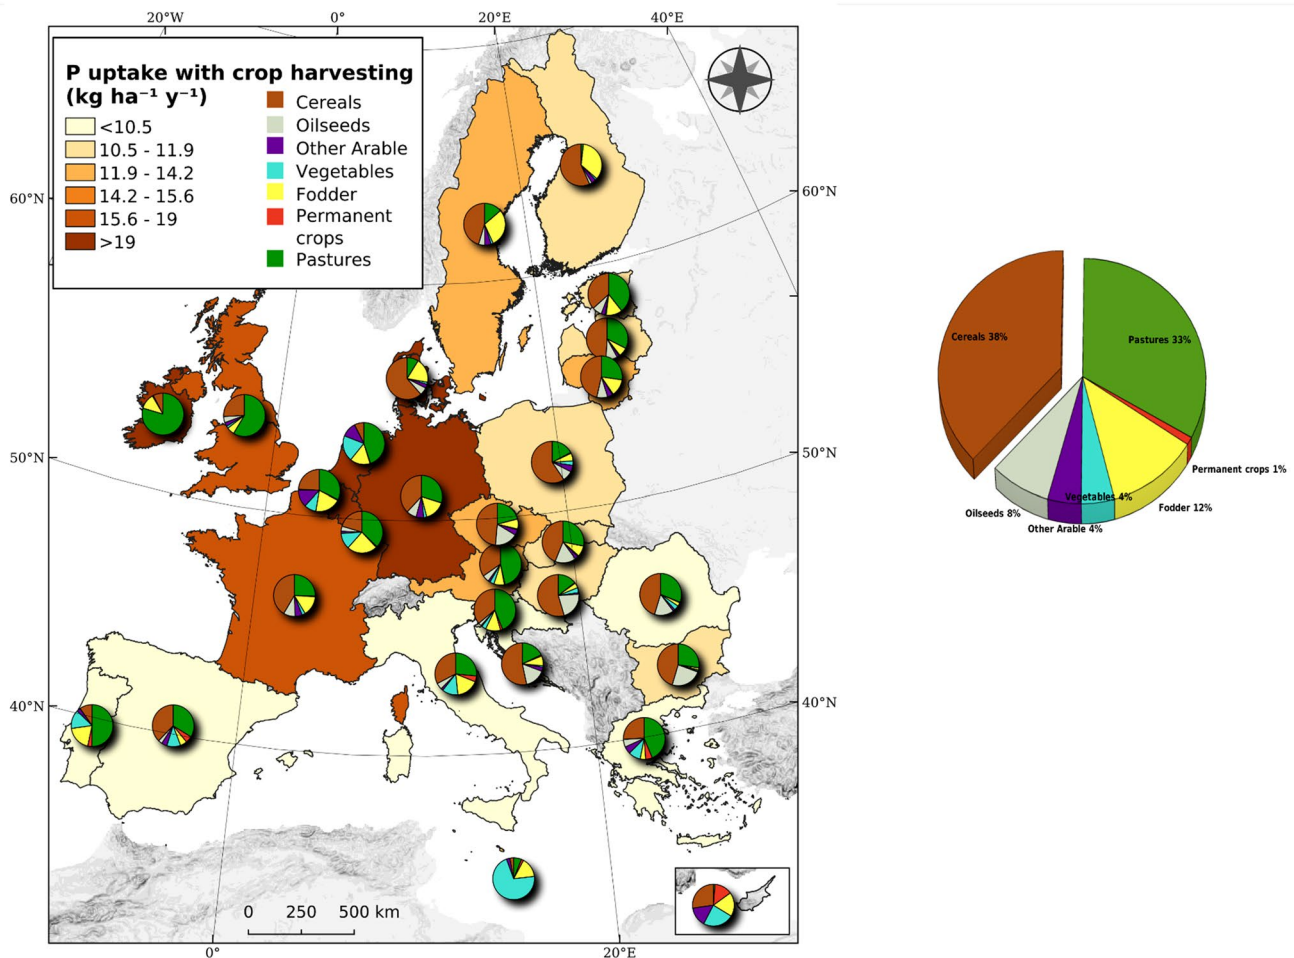 20°W 0° 20°E 40°E
P uptake with crop harvesting
(kg ha⁻¹ y⁻¹)
<10.5
10.5 - 11.9
11.9 - 14.2
14.2 - 15.6
15.6 - 19
>19
Cereals
Oilseeds
Other Arable
Vegetables
Fodder
Permanent
crops
Pastures
60°N
60°N
50°N
50°N
40°N
40°N
0 250 500 km
0° 20°E
Cereals 38%
Pastures 33%
Permanent crops 1%
Vegetables 4%
Fodder 12%
Oilseeds 8%
Other Arable 4%